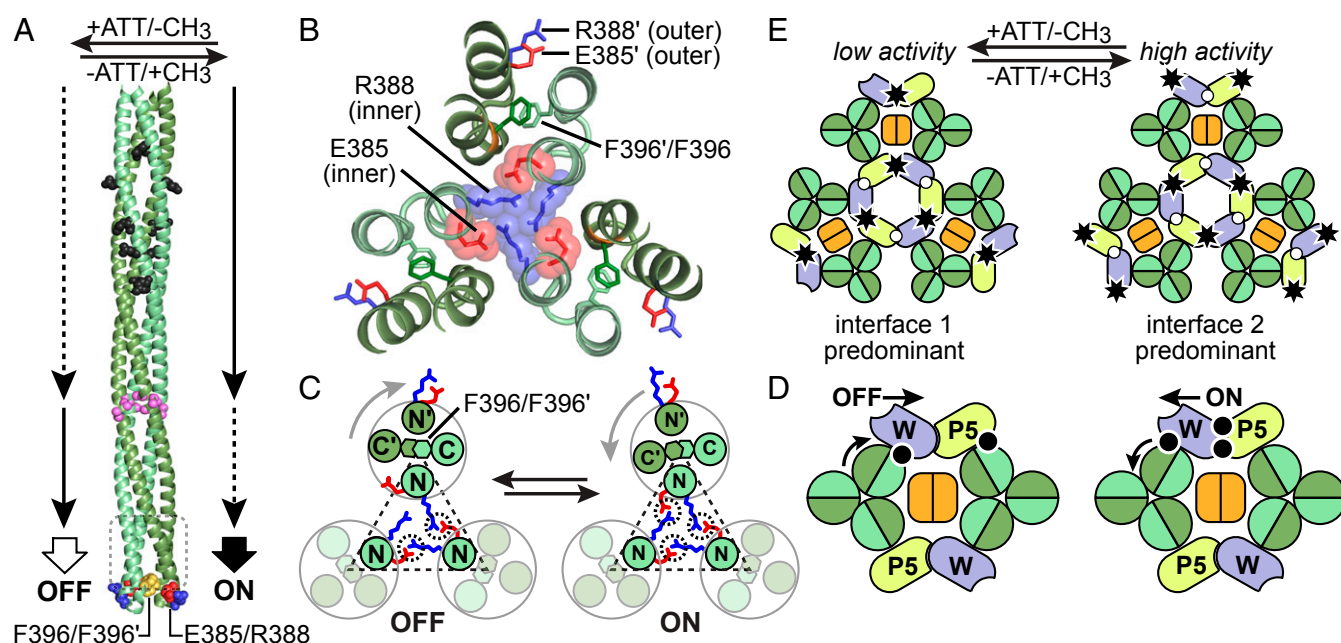 A
+ATT/-CH3
-ATT/+CH3
OFF
ON
F396/F396'
E385/R388
B
R388' (outer)
E385' (outer)
R388
(inner)
E385
(inner)
F396'/F396
C
F396/F396'
N'
C'
C
N
N
N
OFF
N'
C'
C
N
N
N
ON
E
+ATT/-CH3
low activity
high activity
-ATT/+CH3
interface 1
predominant
interface 2
predominant
D
OFF
W
P5
P5
W
ON
W
P5
P5
W